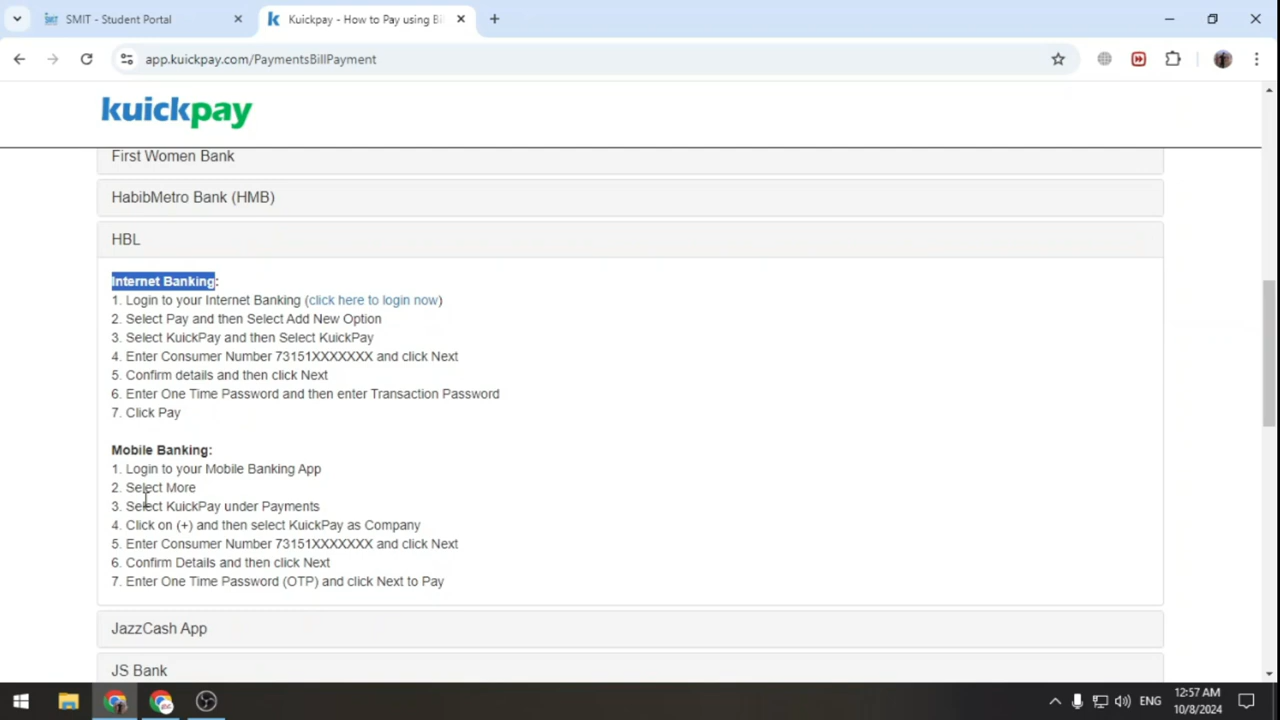 SMIT - Student Portal
Kuickpay - How to Pay using Bi
app.kuickpay.com/PaymentsBillPayment
kuickpay
First Women Bank
HabibMetro Bank (HMB)
HBL
Internet Banking:
1. Login to your Internet Banking (click here to login now)
2. Select Pay and then Select Add New Option
3. Select KuickPay and then Select KuickPay
4. Enter Consumer Number 73151XXXXXXX and click Next
5. Confirm details and then click Next
6. Enter One Time Password and then enter Transaction Password
7. Click Pay
Mobile Banking:
1. Login to your Mobile Banking App
2. Select More
3. Select KuickPay under Payments
4. Click on (+) and then select KuickPay as Company
5. Enter Consumer Number 73151XXXXXXX and click Next
6. Confirm Details and then click Next
7. Enter One Time Password (OTP) and click Next to Pay
JazzCash App
JS Bank
ENG
12:57 AM
10/8/2024